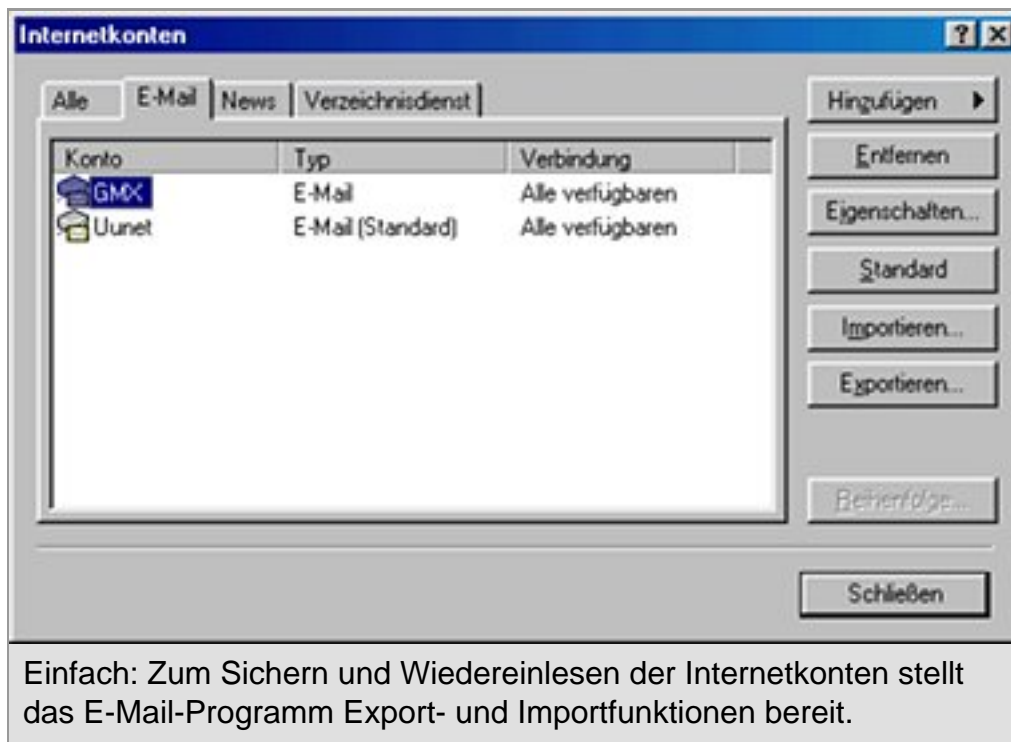 Internetkonten
Alle E-Mail News Verzeichnisdienst
Hinzufügen
Konto Typ Verbindung
Entfernen
GMX E-Mail Alle verfügbaren
Uunet E-Mail (Standard) Alle verfügbaren
Eigenschaften...
Standard
Importieren...
Exportieren...
Reihenfolge...
Schließen
Einfach: Zum Sichern und Wiedereinlesen der Internetkonten stellt
das E-Mail-Programm Export- und Importfunktionen bereit.